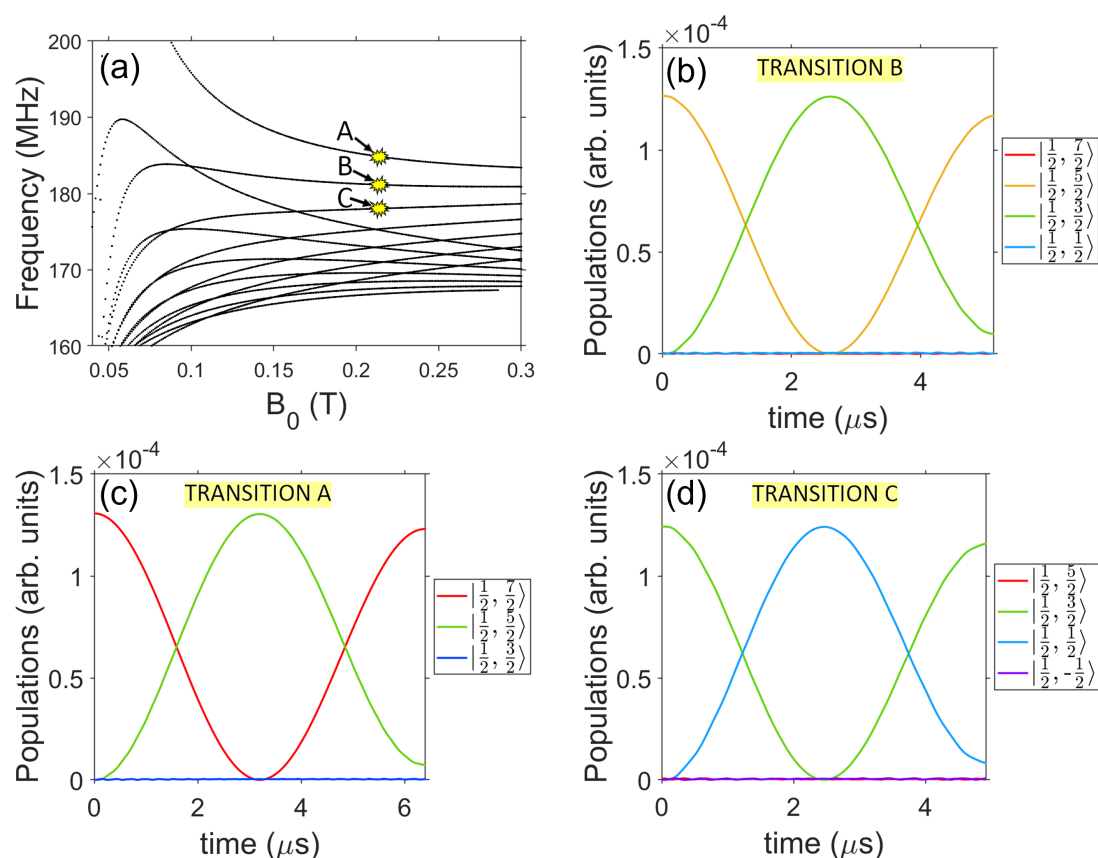 (a)
200
190
180
170
160
Frequency (MHz)
A
B
C
0.05
0.1
0.15
0.2
0.25
0.3
B₀ (T)
×10⁻⁴
(b)
TRANSITION B
1.5
1
0.5
0
Populations (arb. units)
0
2
4
time (μs)
|1/2, 7/2⟩
|1/2, 5/2⟩
|1/2, 3/2⟩
|1/2, 1/2⟩
×10⁻⁴
(c)
TRANSITION A
1.5
1
0.5
0
Populations (arb. units)
0
2
4
6
time (μs)
|1/2, 7/2⟩
|1/2, 5/2⟩
|1/2, 3/2⟩
×10⁻⁴
(d)
TRANSITION C
1.5
1
0.5
0
Populations (arb. units)
0
2
4
time (μs)
|1/2, 5/2⟩
|1/2, 3/2⟩
|1/2, 1/2⟩
|1/2, -1/2⟩